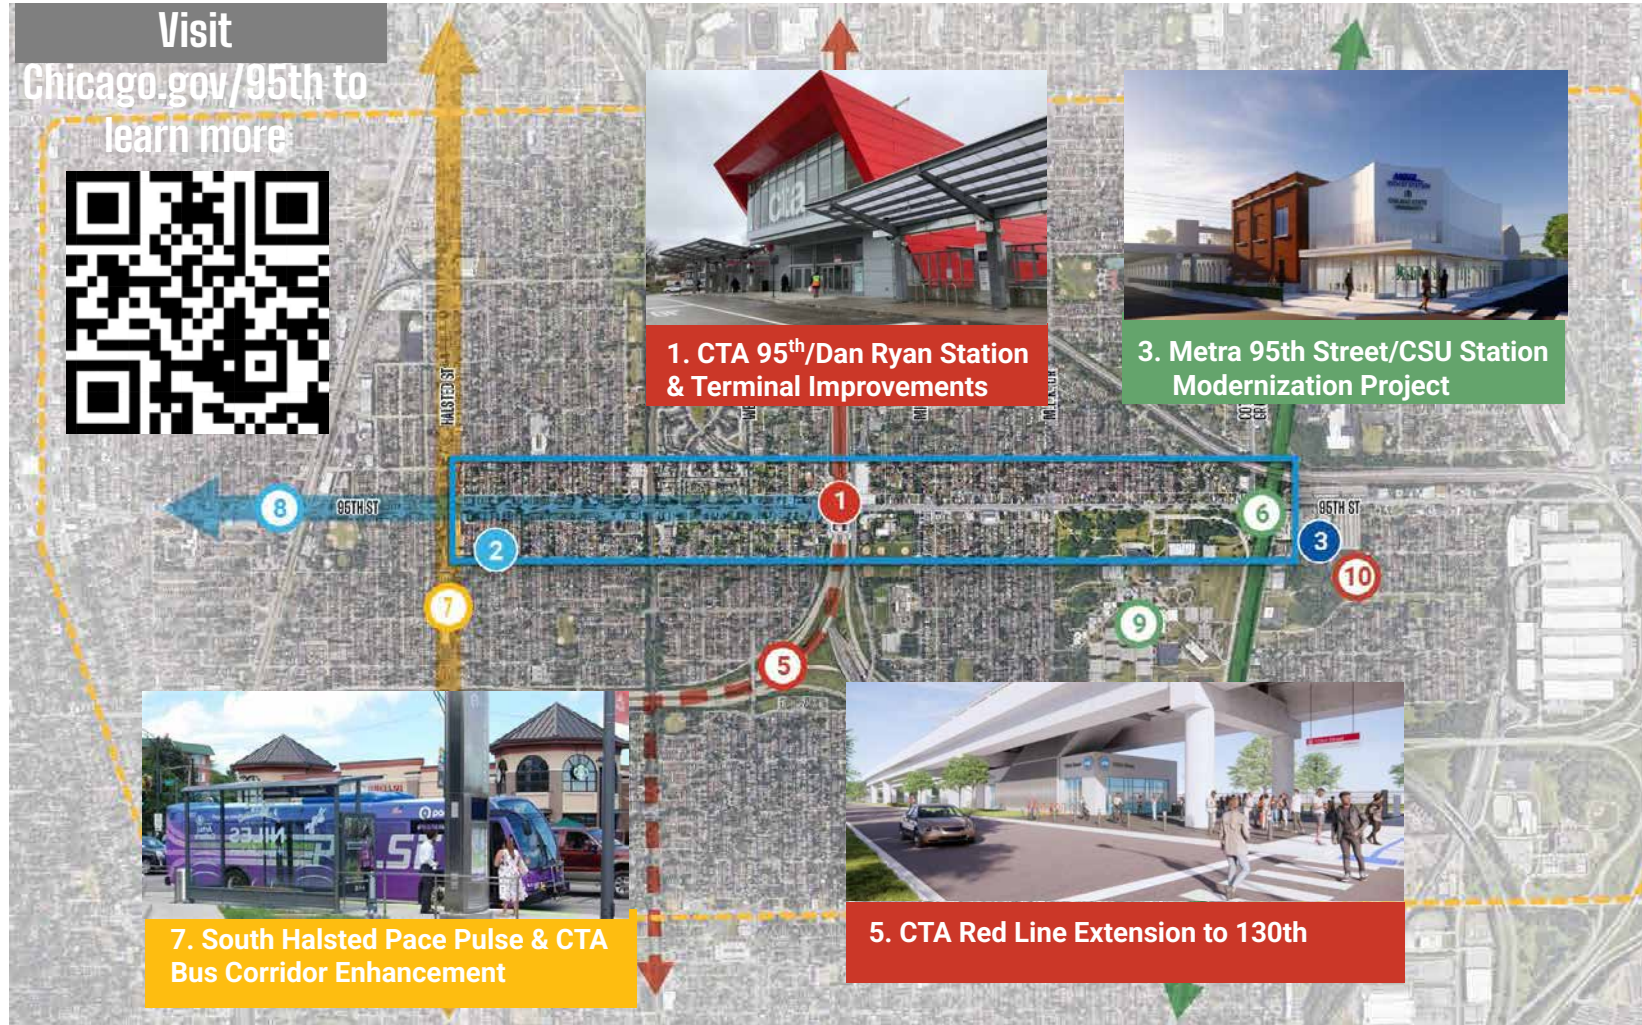 Visit
Chicago.gov/95th to
learn more
cta
1. CTA 95th/Dan Ryan Station
& Terminal Improvements
3. Metra 95th Street/CSU Station
Modernization Project
HALSTED ST
8
95TH ST
1
6
95TH ST
2
3
10
7
9
5
NILES
7. South Halsted Pace Pulse & CTA
Bus Corridor Enhancement
5. CTA Red Line Extension to 130th